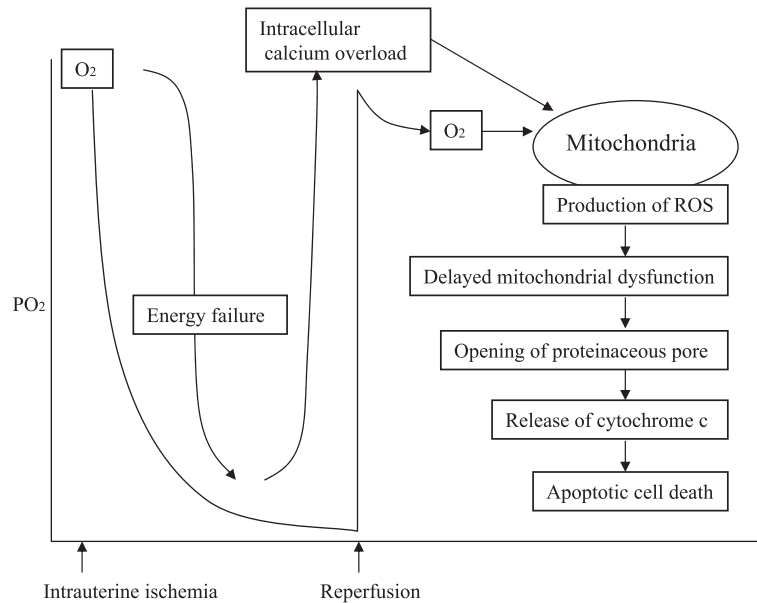 Intracellular
calcium overload
O2
O2
Mitochondria
Production of ROS
Delayed mitochondrial dysfunction
PO2
Energy failure
Opening of proteinaceous pore
Release of cytochrome c
Apoptotic cell death
Intrauterine ischemia
Reperfusion